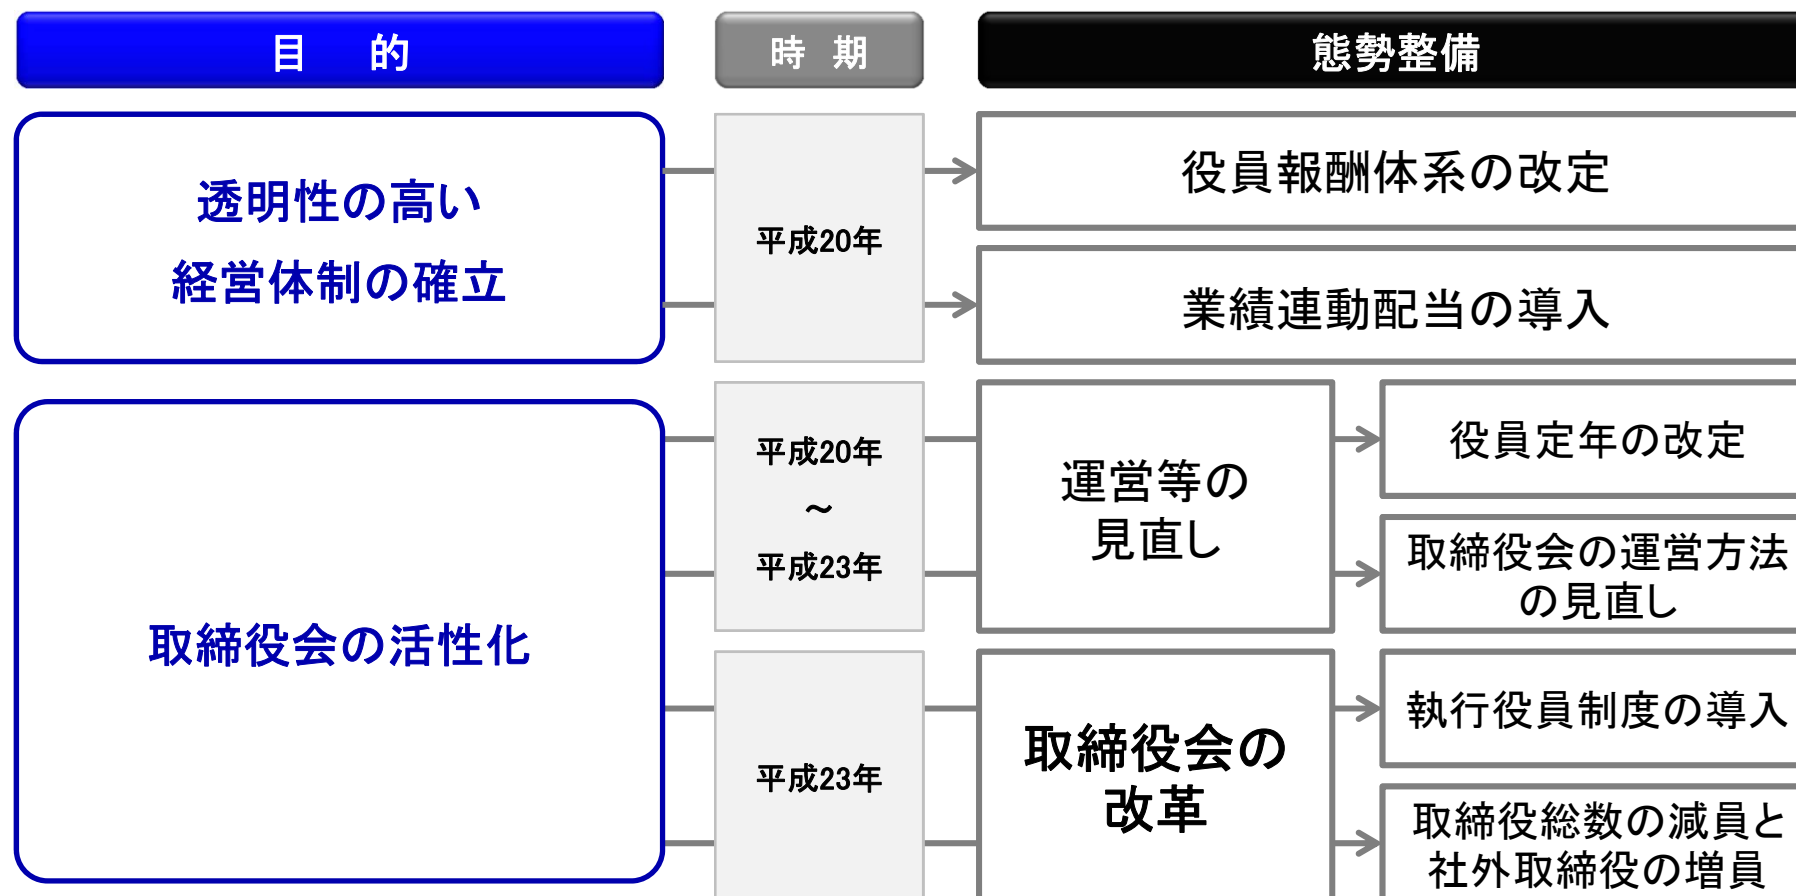 目 的
時 期
態勢整備
透明性の高い
経営体制の確立
平成20年
役員報酬体系の改定
業績連動配当の導入
取締役会の活性化
平成20年
～
平成23年
運営等の
見直し
役員定年の改定
取締役会の運営方法
の見直し
平成23年
取締役会の
改革
執行役員制度の導入
取締役総数の減員と
社外取締役の増員